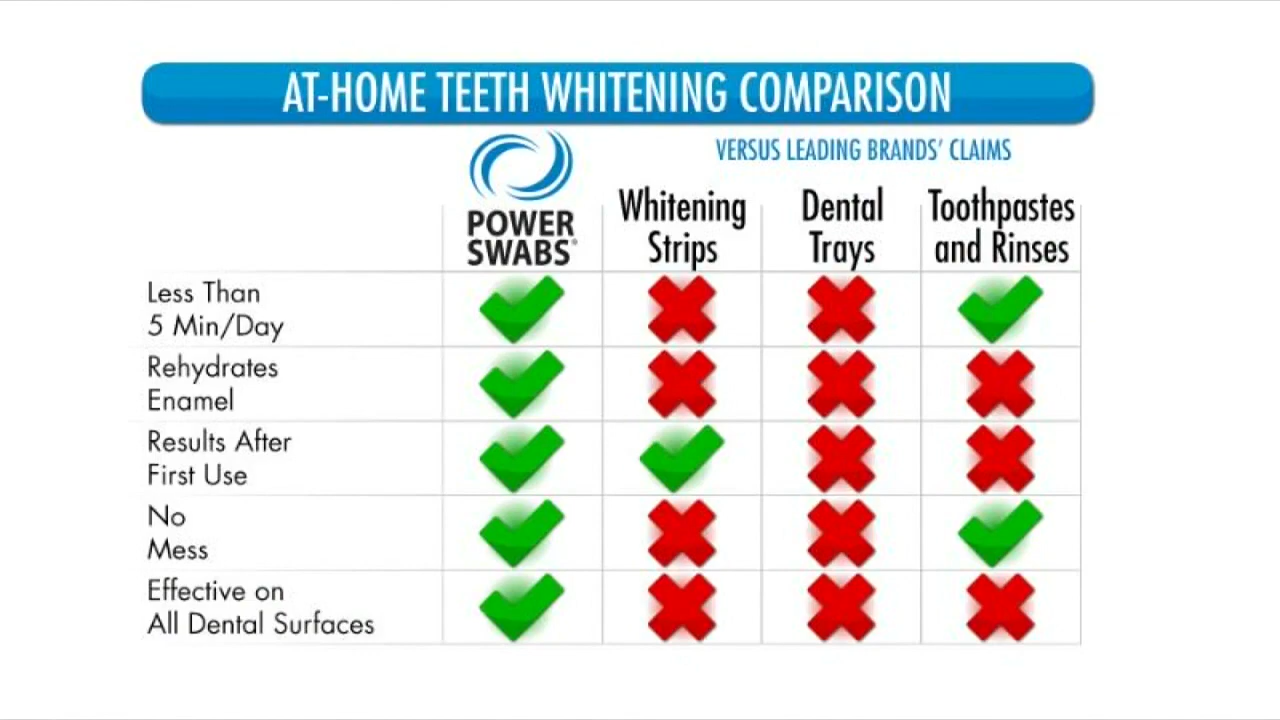 AT-HOME TEETH WHITENING COMPARISON
VERSUS LEADING BRANDS' CLAIMS
POWER
SWABS®
Whitening
Strips
Dental
Trays
Toothpastes
and Rinses
Less Than
5 Min/Day
Rehydrates
Enamel
Results After
First Use
No
Mess
Effective on
All Dental Surfaces